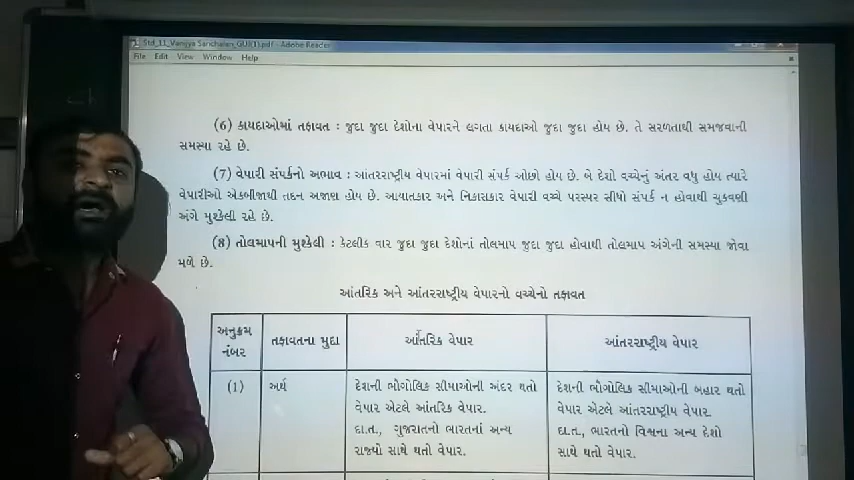 Std_11_Vanijya Sanchalan_GUJ(1).pdf - Adobe Reader
File Edit View Window Help
(6) કાયદાઓમાં તફાવત : જુદા જુદા દેશોના વેપારને લગતા કાયદાઓ જુદા જુદા હોય છે. તે સરળતાથી સમજવાની
સમસ્યા રહે છે.
(7) વેપારી સંપર્કનો અભાવ : આંતરરાષ્ટ્રીય વેપારમાં વેપારી સંપર્ક ઓછો હોય છે. બે દેશો વચ્ચેનું અંતર વધુ હોય ત્યારે
વેપારીઓ એકબીજાથી તદન અજાણ હોય છે. આયાતકાર અને નિકાસકાર વેપારી વચ્ચે પરસ્પર સીધો સંપર્ક ન હોવાથી ચુકવણી
અંગે મુશ્કેલી રહે છે.
(8) તોલમાપની મુશ્કેલી : કેટલીક વાર જુદા જુદા દેશોનાં તોલમાપ જુદા જુદા હોવાથી તોલમાપ અંગેની સમસ્યા જોવા
મળે છે.
આંતરિક અને આંતરરાષ્ટ્રીય વેપારનો વચ્ચેનો તફાવત
અનુક્રમ નંબર
તફાવતના મુદા
આંતરિક વેપાર
આંતરરાષ્ટ્રીય વેપાર
(1)
અર્થ
દેશની ભૌગોલિક સીમાઓની અંદર થતો
વેપાર એટલે આંતરિક વેપાર.
દા.ત., ગુજરાતનો ભારતનાં અન્ય
રાજ્યો સાથે થતો વેપાર.
દેશની ભૌગોલિક સીમાઓની બહાર થતો
વેપાર એટલે આંતરરાષ્ટ્રીય વેપાર.
દા.ત., ભારતનો વિશ્વના અન્ય દેશો
સાથે થતો વેપાર.